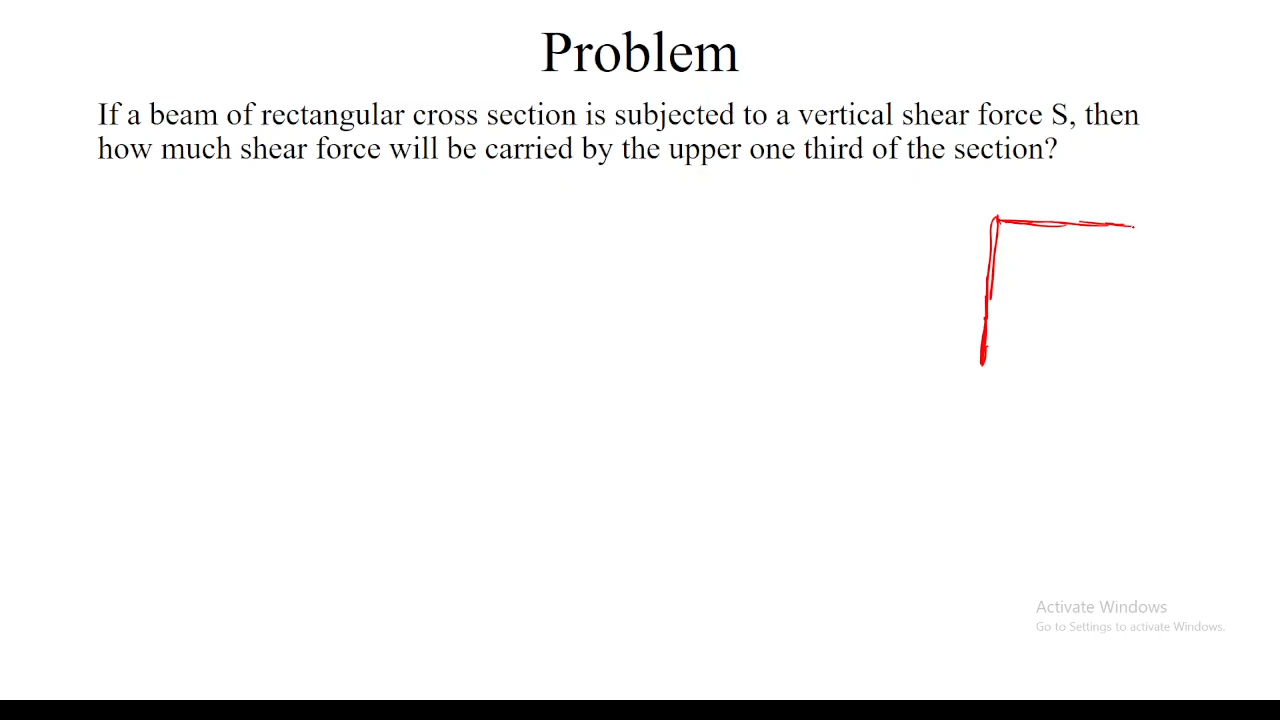 Problem
If a beam of rectangular cross section is subjected to a vertical shear force S, then
how much shear force will be carried by the upper one third of the section?
Activate Windows
Go to Settings to activate Windows.